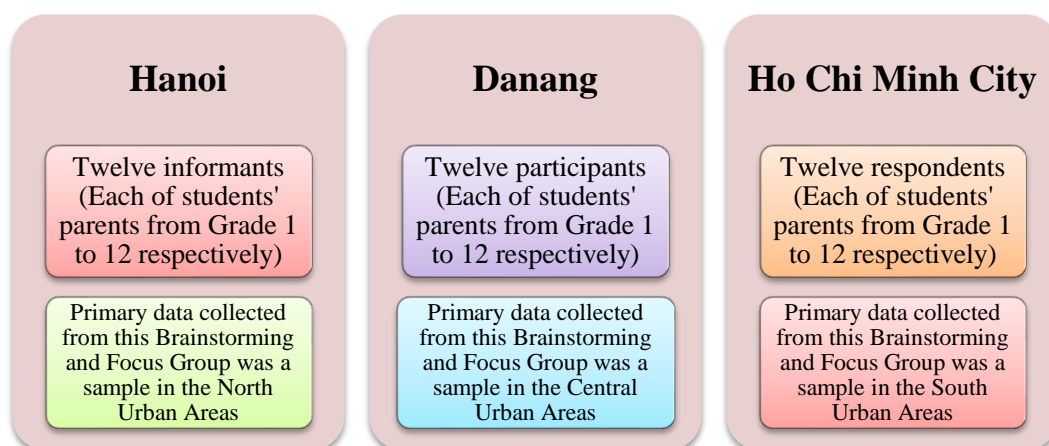 Hanoi
Twelve informants
(Each of students'
parents from Grade 1
to 12 respectively)
Primary data collected
from this Brainstorming
and Focus Group was a
sample in the North
Urban Areas
Danang
Twelve participants
(Each of students'
parents from Grade 1
to 12 respectively)
Primary data collected
from this Brainstorming
and Focus Group was a
sample in the Central
Urban Areas
Ho Chi Minh City
Twelve respondents
(Each of students'
parents from Grade 1
to 12 respectively)
Primary data collected
from this Brainstorming
and Focus Group was a
sample in the South
Urban Areas